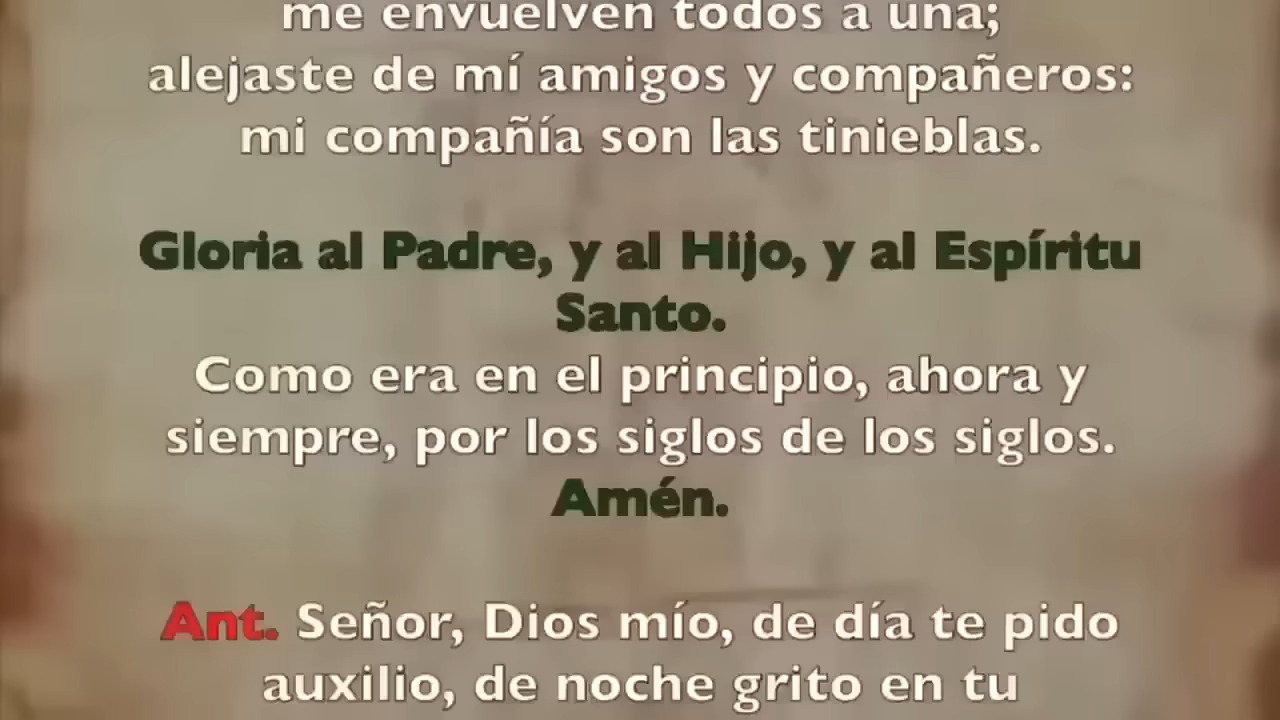 me envuelven todos a una;
alejaste de mí amigos y compañeros:
mi compañía son las tinieblas.
Gloria al Padre, y al Hijo, y al Espíritu
Santo.
Como era en el principio, ahora y
siempre, por los siglos de los siglos.
Amén.
Ant. Señor, Dios mío, de día te pido
auxilio, de noche grito en tu